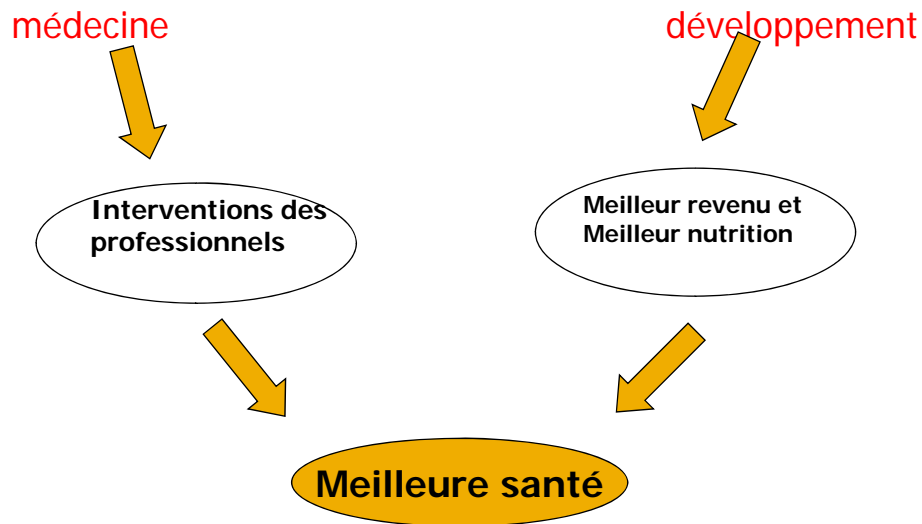 médecine
développement
Interventions des
professionnels
Meilleur revenu et
Meilleur nutrition
Meilleure santé